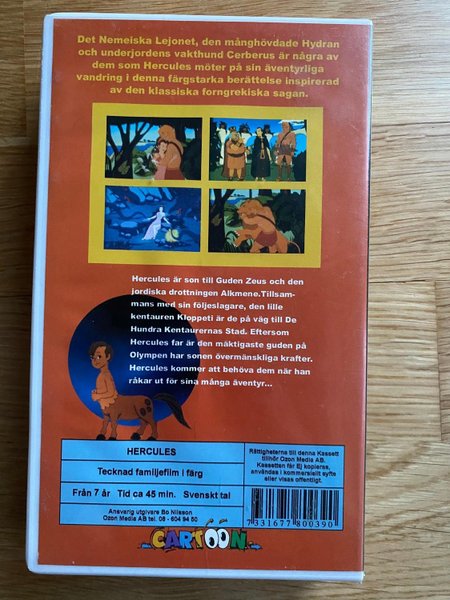 Det Nemeiska Lejonet, den månghövdade Hydran
och underjordens vakthund Cerberus är några av
dem som Hercules möter på sin äventyrliga
vandring i denna färgstarka berättelse inspirerad
av den klassiska forngrekiska sagan.
Hercules är son till Guden Zeus och den
jordiska drottningen Alkmene.Tillsam-
mans med sin följeslagare, den lille
kentauren Kloppeti är de på väg till De
Hundra Kentaurernas Stad. Eftersom
Hercules far är den mäktigaste guden på
Olympen har sonen övermänskliga krafter.
Hercules kommer att behöva dem när han
råkar ut för sina många äventyr...
HERCULES
Tecknad familjefilm i färg
Från 7 år Tid ca 45 min. Svenskt tal
Ansvarig utgivare Bo Nilsson
Ozon Media AB tel. 08 - 604 94 50
Rättigheterna till denna Kassett
tillhör Ozon Media AB.
Kassetten får Ej kopieras,
användas i kommersiellt syfte
eller visas offentligt.
7 331677 800390
CARTOON